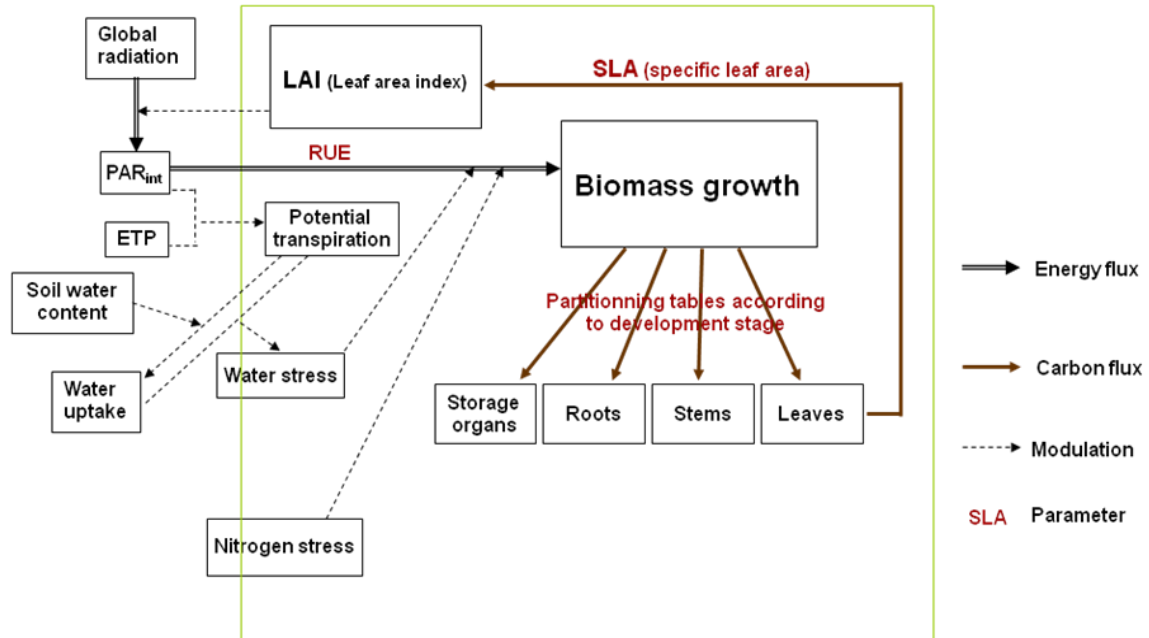 Global
radiation
LAI (Leaf area index)
SLA (specific leaf area)
RUE
PARint
Biomass growth
ETP
Potential
transpiration
Soil water
content
Water
uptake
Water stress
Partitionning tables according
to development stage
Storage
organs
Roots
Stems
Leaves
Nitrogen stress
Energy flux
Carbon flux
Modulation
SLA Parameter